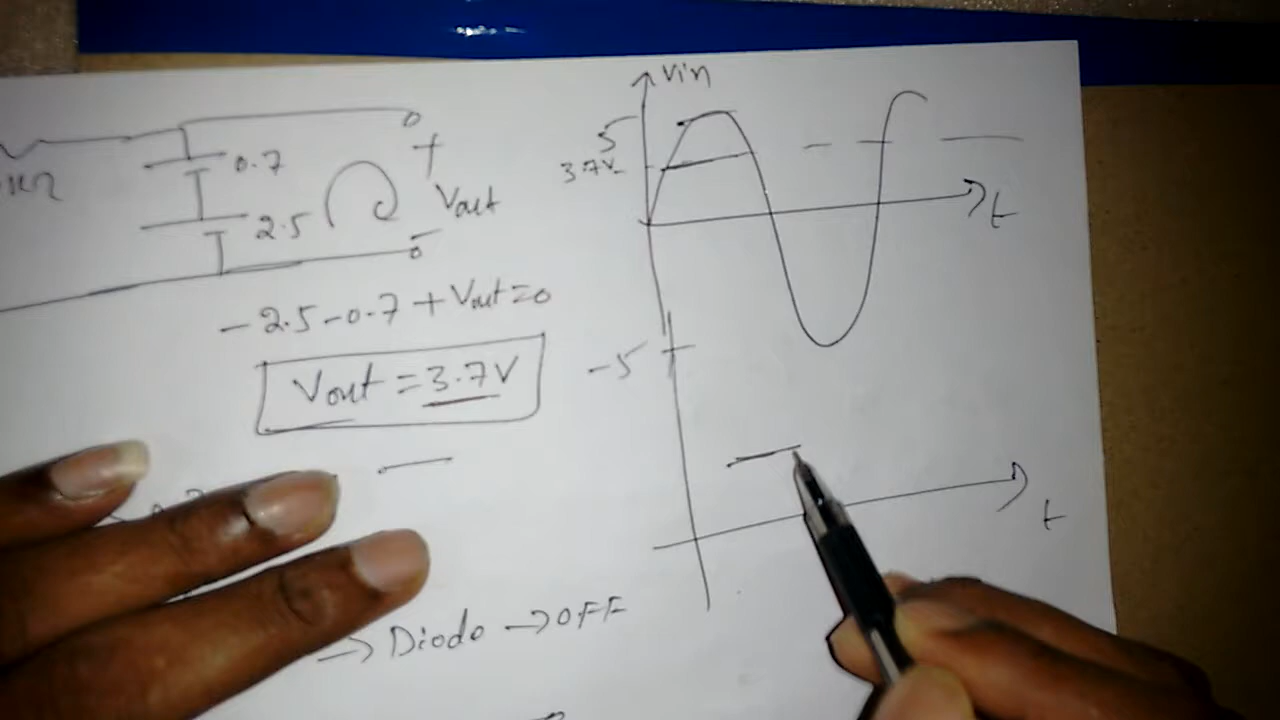 0.7
2.5
+
Vout
-
-2.5-0.7+Vout=0
Vout = 3.7V
→ Diode → OFF
Vin
5
3.7V
t
-5
t